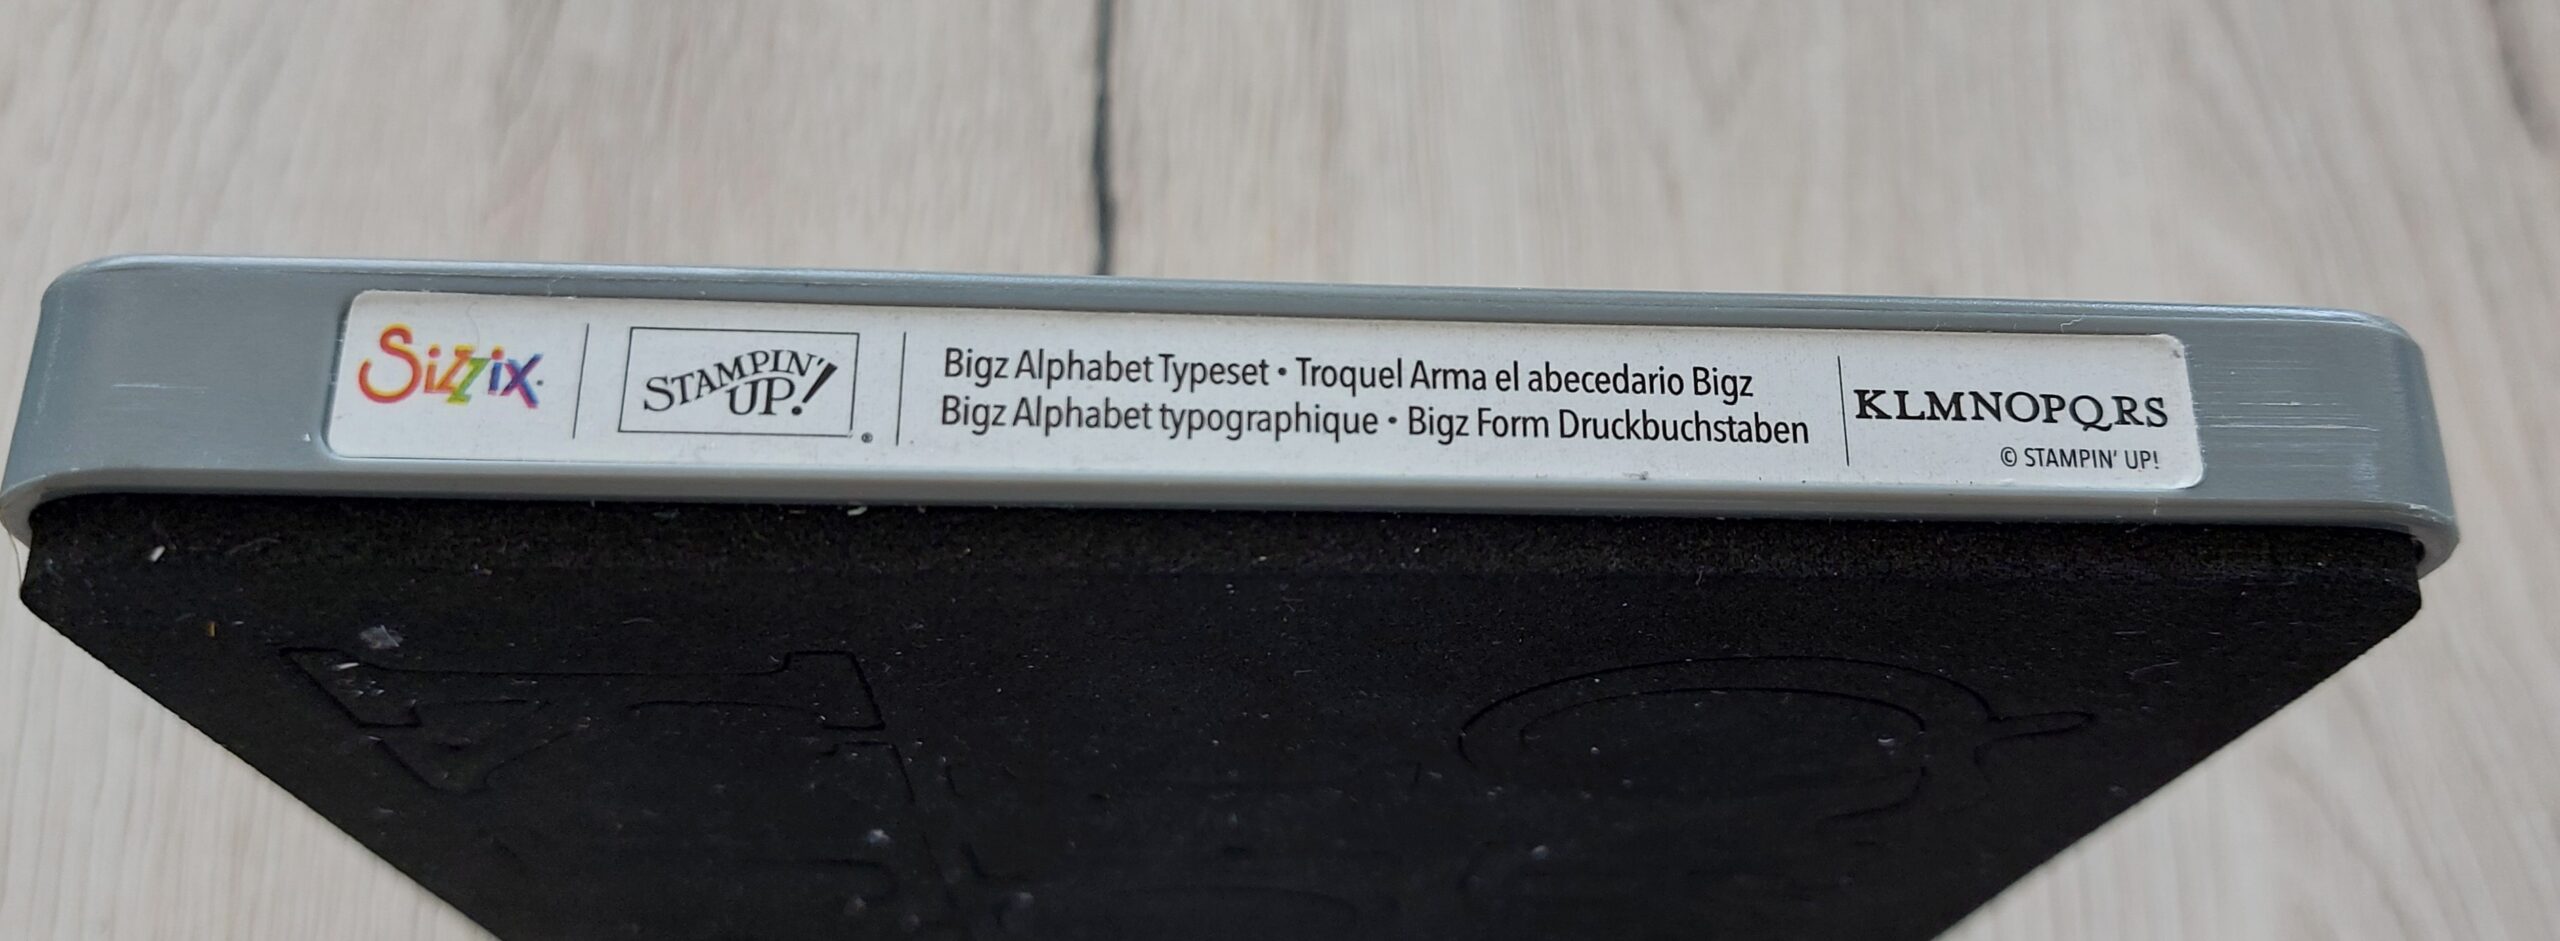 Sizzix
STAMPIN' UP!®
Bigz Alphabet Typeset • Troquel Arma el abecedario Bigz
Bigz Alphabet typographique • Bigz Form Druckbuchstaben
KLMNOPQRS
© STAMPIN' UP!